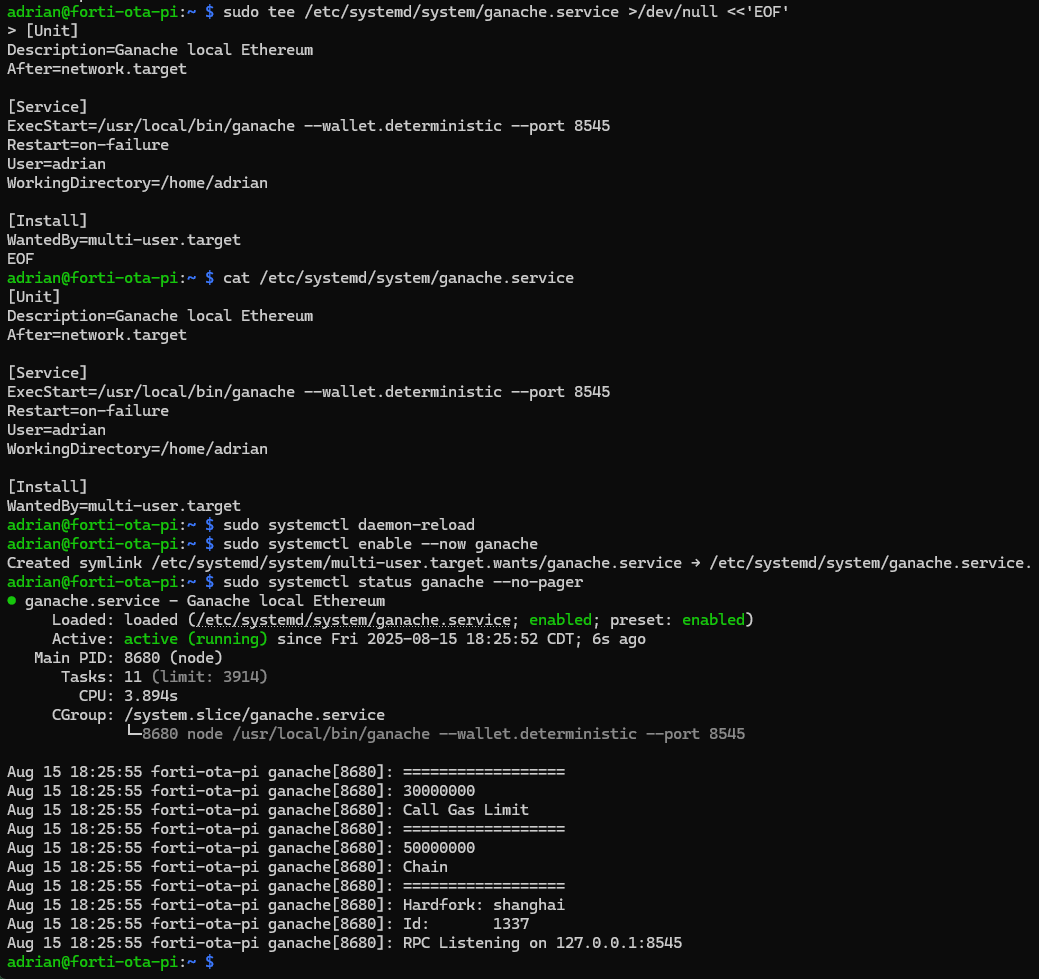 adrian@forti-ota-pi:~ $ sudo tee /etc/systemd/system/ganache.service >/dev/null <<'EOF'
> [Unit]
Description=Ganache local Ethereum
After=network.target

[Service]
ExecStart=/usr/local/bin/ganache --wallet.deterministic --port 8545
Restart=on-failure
User=adrian
WorkingDirectory=/home/adrian

[Install]
WantedBy=multi-user.target
EOF
adrian@forti-ota-pi:~ $ cat /etc/systemd/system/ganache.service
[Unit]
Description=Ganache local Ethereum
After=network.target

[Service]
ExecStart=/usr/local/bin/ganache --wallet.deterministic --port 8545
Restart=on-failure
User=adrian
WorkingDirectory=/home/adrian

[Install]
WantedBy=multi-user.target
adrian@forti-ota-pi:~ $ sudo systemctl daemon-reload
adrian@forti-ota-pi:~ $ sudo systemctl enable --now ganache
Created symlink /etc/systemd/system/multi-user.target.wants/ganache.service → /etc/systemd/system/ganache.service.
adrian@forti-ota-pi:~ $ sudo systemctl status ganache --no-pager
● ganache.service - Ganache local Ethereum
     Loaded: loaded (/etc/systemd/system/ganache.service; enabled; preset: enabled)
     Active: active (running) since Fri 2025-08-15 18:25:52 CDT; 6s ago
   Main PID: 8680 (node)
      Tasks: 11 (limit: 3914)
        CPU: 3.894s
     CGroup: /system.slice/ganache.service
             └─8680 node /usr/local/bin/ganache --wallet.deterministic --port 8545

Aug 15 18:25:55 forti-ota-pi ganache[8680]: ==================
Aug 15 18:25:55 forti-ota-pi ganache[8680]: 30000000
Aug 15 18:25:55 forti-ota-pi ganache[8680]: Call Gas Limit
Aug 15 18:25:55 forti-ota-pi ganache[8680]: ==================
Aug 15 18:25:55 forti-ota-pi ganache[8680]: 50000000
Aug 15 18:25:55 forti-ota-pi ganache[8680]: Chain
Aug 15 18:25:55 forti-ota-pi ganache[8680]: ==================
Aug 15 18:25:55 forti-ota-pi ganache[8680]: Hardfork: shanghai
Aug 15 18:25:55 forti-ota-pi ganache[8680]: Id:       1337
Aug 15 18:25:55 forti-ota-pi ganache[8680]: RPC Listening on 127.0.0.1:8545
adrian@forti-ota-pi:~ $